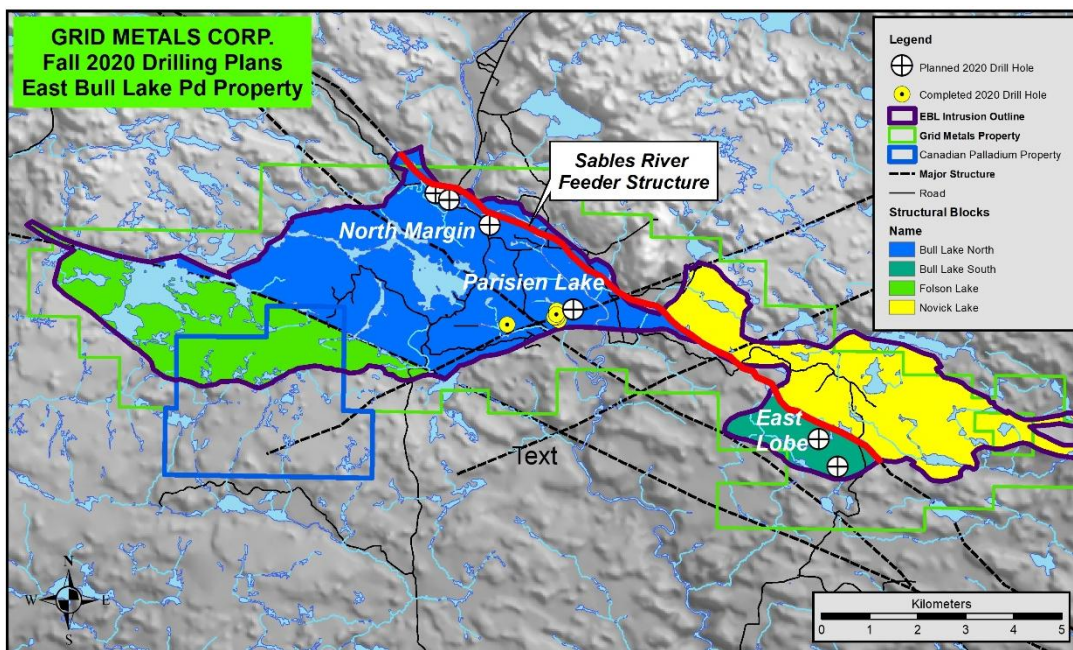 GRID METALS CORP.
Fall 2020 Drilling Plans
East Bull Lake Pd Property
Legend
Planned 2020 Drill Hole
Completed 2020 Drill Hole
EBL Intrusion Outline
Grid Metals Property
Canadian Palladium Property
Major Structure
Road
Structural Blocks
Name
Bull Lake North
Bull Lake South
Folson Lake
Novick Lake
Sables River
Feeder Structure
North Margin
Parisien Lake
East
Lobe
Text
N
W E
S
Kilometers
0 1 2 3 4 5